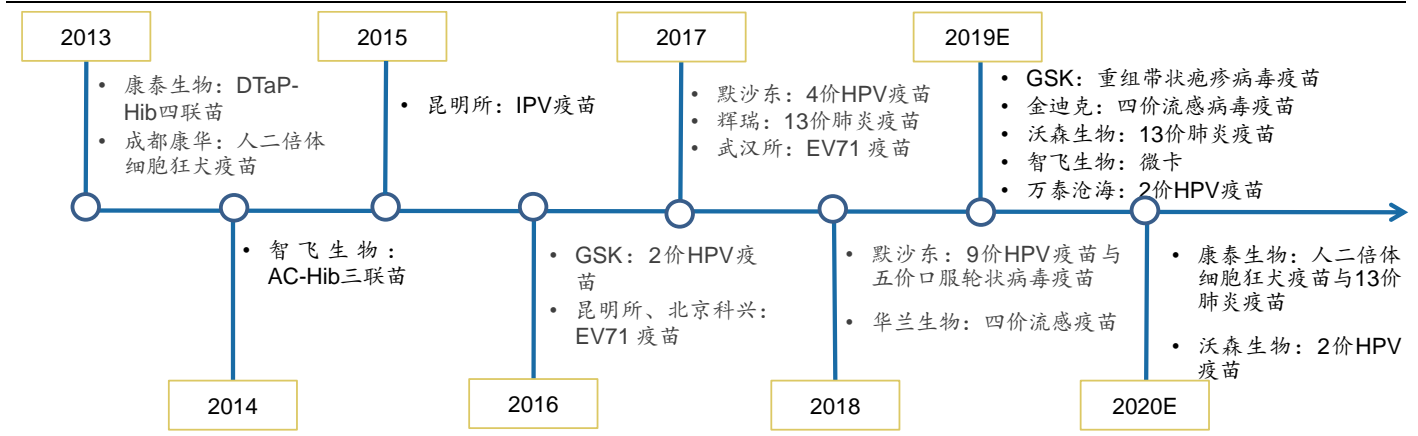 2013
康泰生物：DTaP-
Hib四联苗
成都康华：人二倍体
细胞狂犬疫苗
2015
昆明所：IPV疫苗
2017
默沙东：4价HPV疫苗
辉瑞：13价肺炎疫苗
武汉所：EV71 疫苗
2019E
GSK：重组带状疱疹病毒疫苗
金迪克：四价流感病毒疫苗
沃森生物：13价肺炎疫苗
智飞生物：微卡
万泰沧海：2价HPV疫苗
智飞生物：
AC-Hib三联苗
2014
GSK：2价HPV疫
苗
昆明所、北京科兴：
EV71 疫苗
2016
默沙东：9价HPV疫苗与
五价口服轮状病毒疫苗
华兰生物：四价流感疫苗
2018
康泰生物：人二倍体
细胞狂犬疫苗与13价
肺炎疫苗
沃森生物：2价HPV
疫苗
2020E